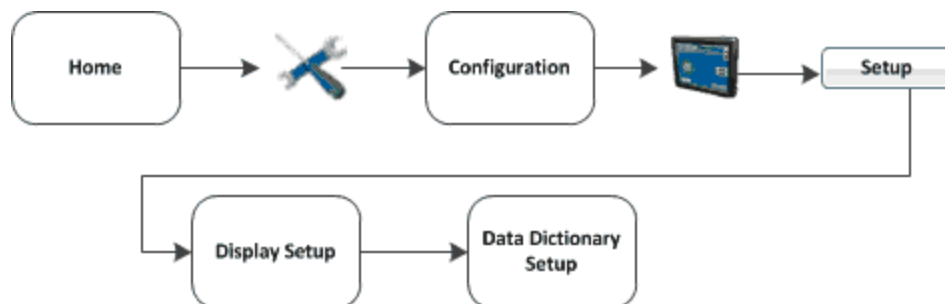 Home
Configuration
Setup
Display Setup
Data Dictionary
Setup